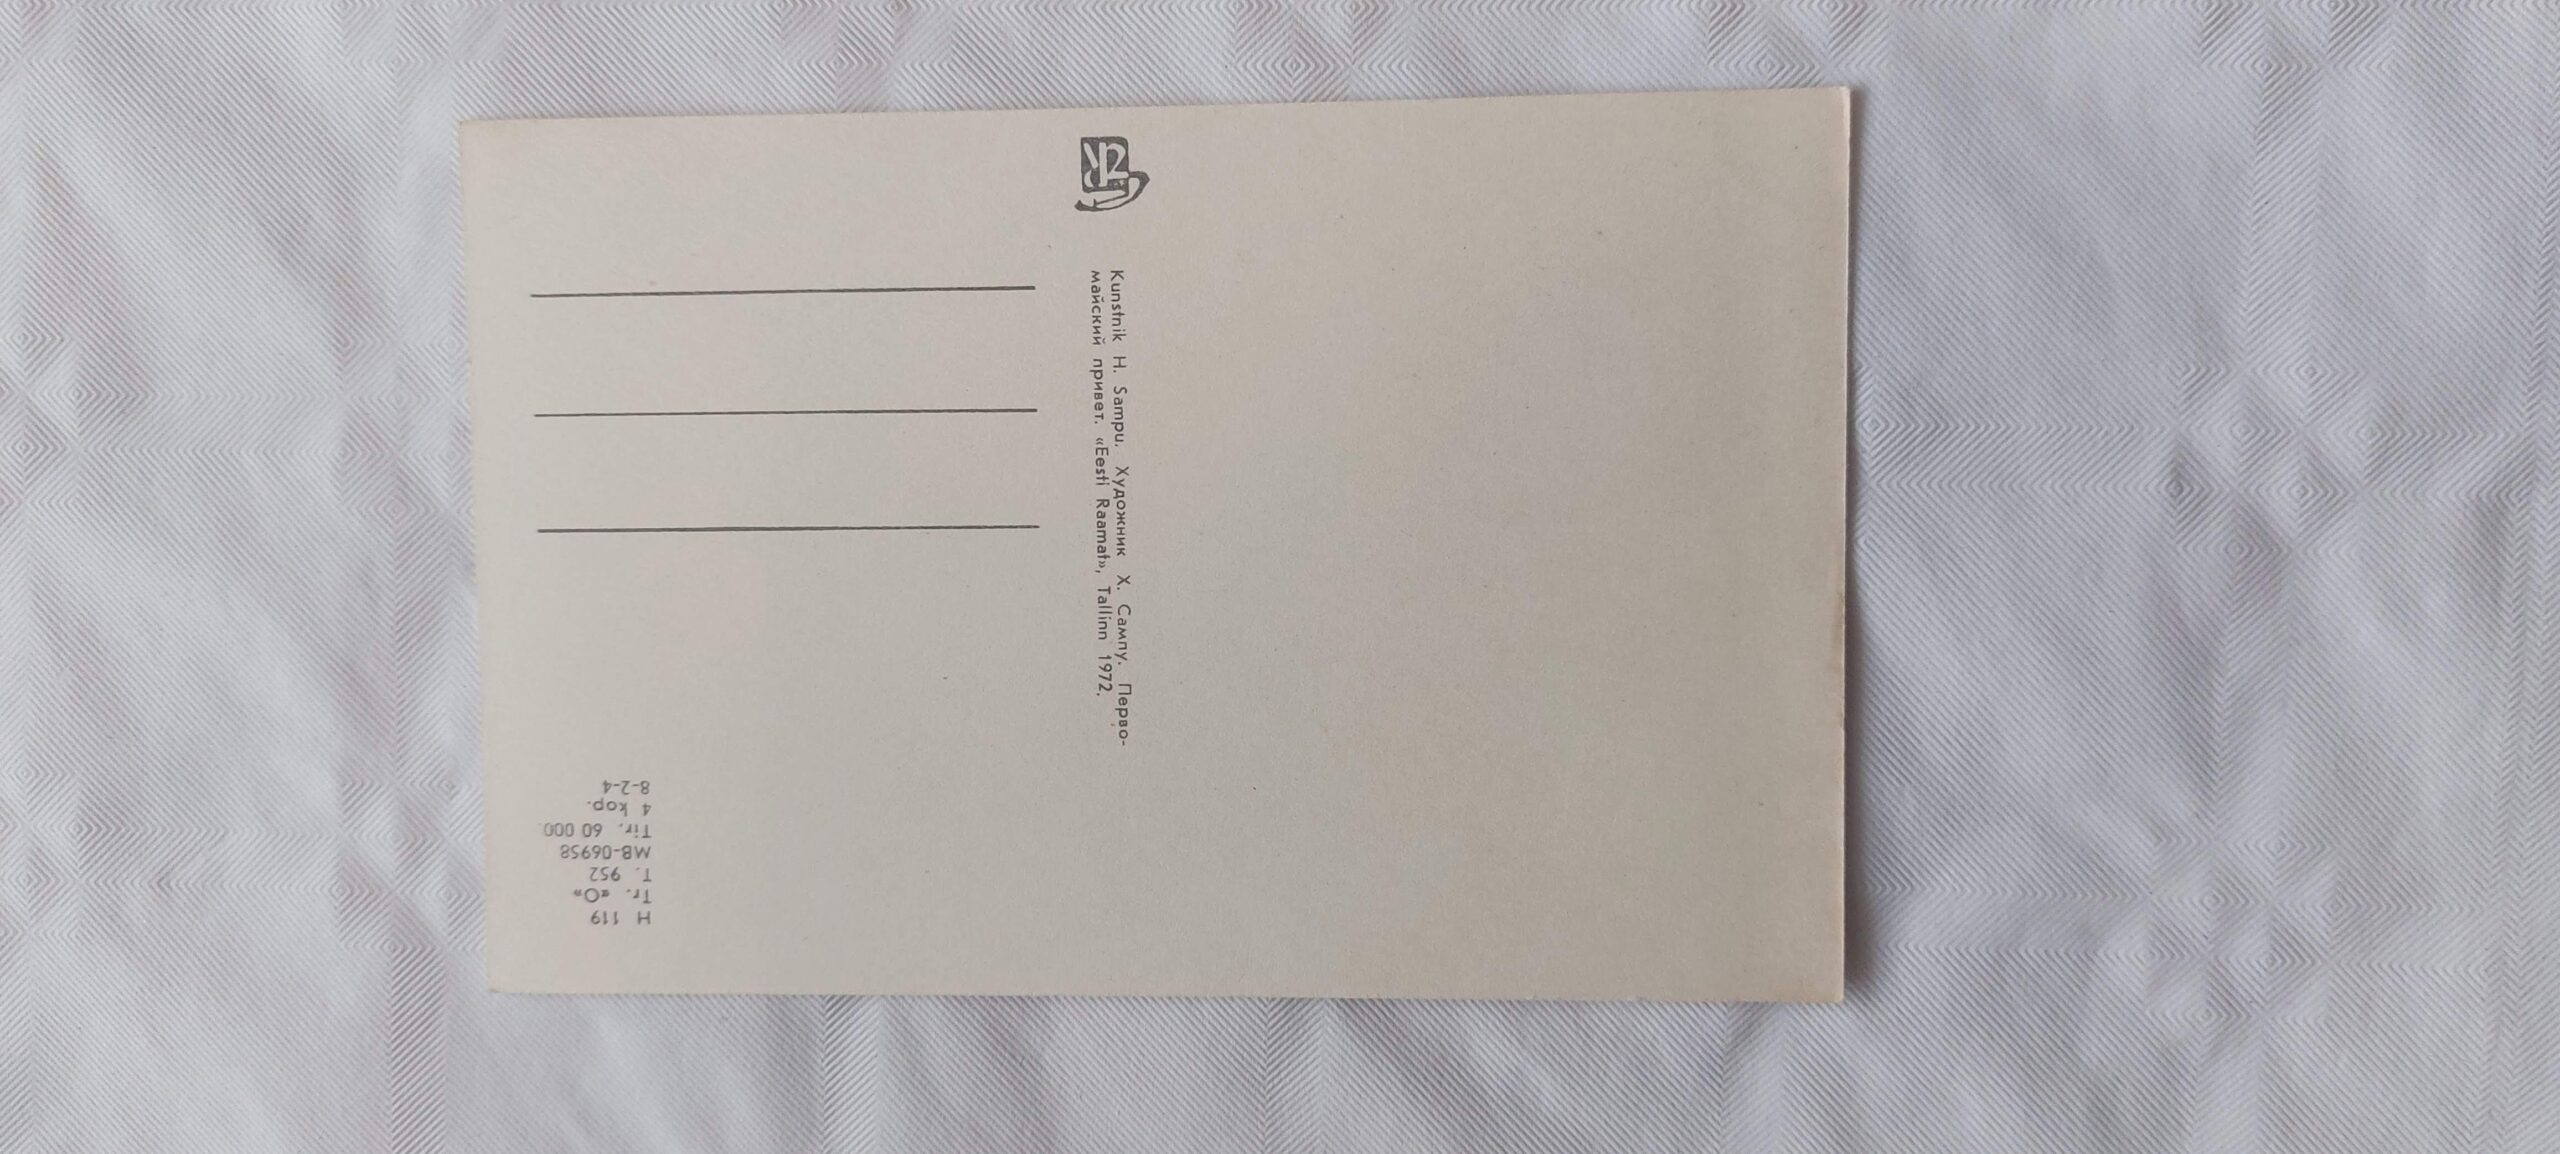 Kunstnik H. Sampu. Художник Х. Сампу. Перво-
майский привет. «Eesti Raamat», Tallinn 1972.
H 119
Tr. «O»
T. 952
MB-06958
Tir. 60 000.
4 kop.
8-2-4